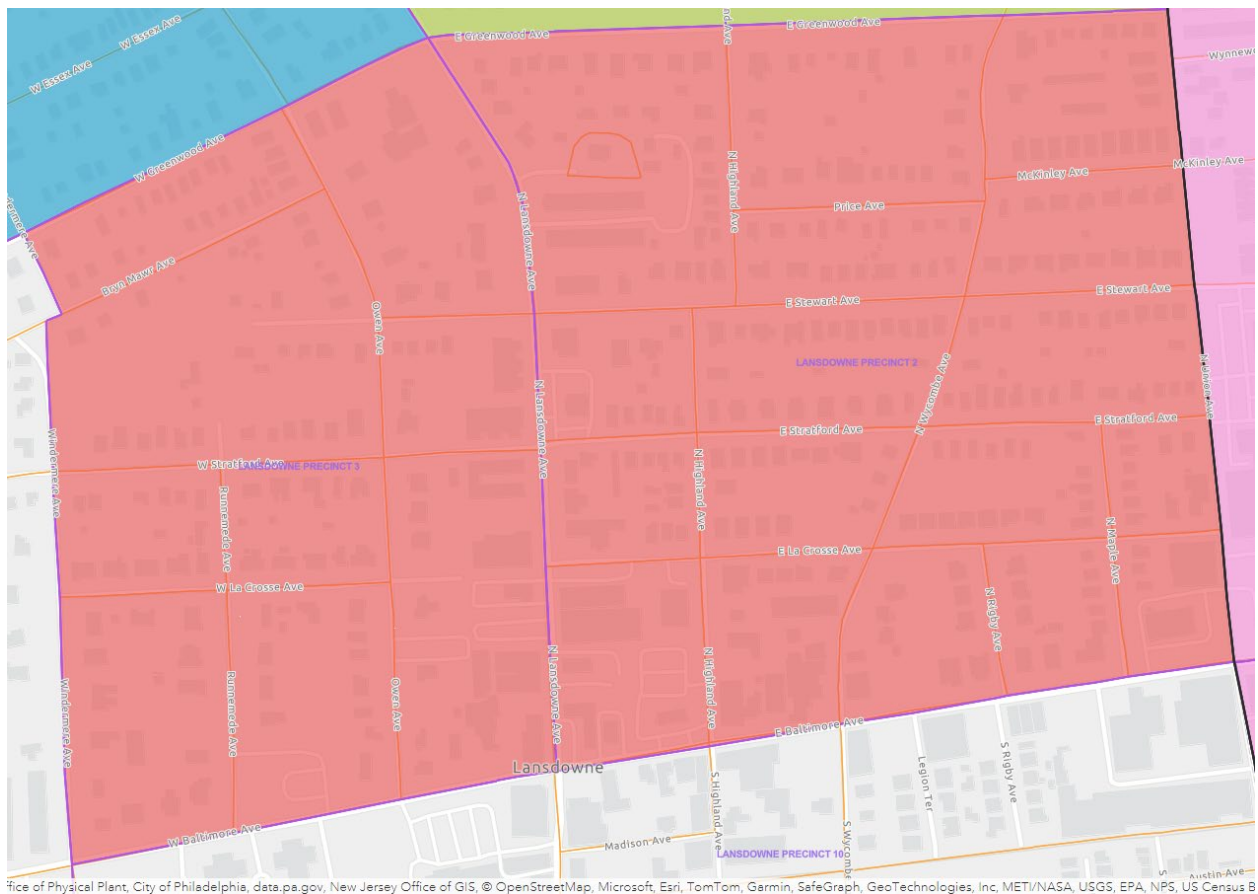 W Essex Ave
W Essex Ave
E Greenwood Ave
E Greenwood Ave
Wynnew
W Greenwood Ave
N Highland Ave
McKinley Ave
McKinley Ave
Price Ave
N Lansdowne Ave
dermere Ave
Bryn Mawr Ave
Owen Ave
E Stewart Ave
E Stewart Ave
LANSDOWNE PRECINCT 2
N Wycombe Ave
N Union Ave
N Lansdowne Ave
E Stratford Ave
E Stratford Ave
W Stratford Ave
LANSDOWNE PRECINCT 3
Windermere Ave
Runnemede Ave
N Highland Ave
N Maple Ave
E La Crosse Ave
W La Crosse Ave
N Rigby Ave
N Lansdowne Ave
N Highland Ave
Windermere Ave
Runnemede Ave
Owen Ave
E Baltimore Ave
Lansdowne
W Baltimore Ave
S Highland Ave
Legion Ter
S Rigby Ave
Madison Ave
S Wycombe
LANSDOWNE PRECINCT 10
Austin Ave
ffice of Physical Plant, City of Philadelphia, data.pa.gov, New Jersey Office of GIS, © OpenStreetMap, Microsoft, Esri, TomTom, Garmin, SafeGraph, GeoTechnologies, Inc, METI/NASA, USGS, EPA, NPS, US Census B